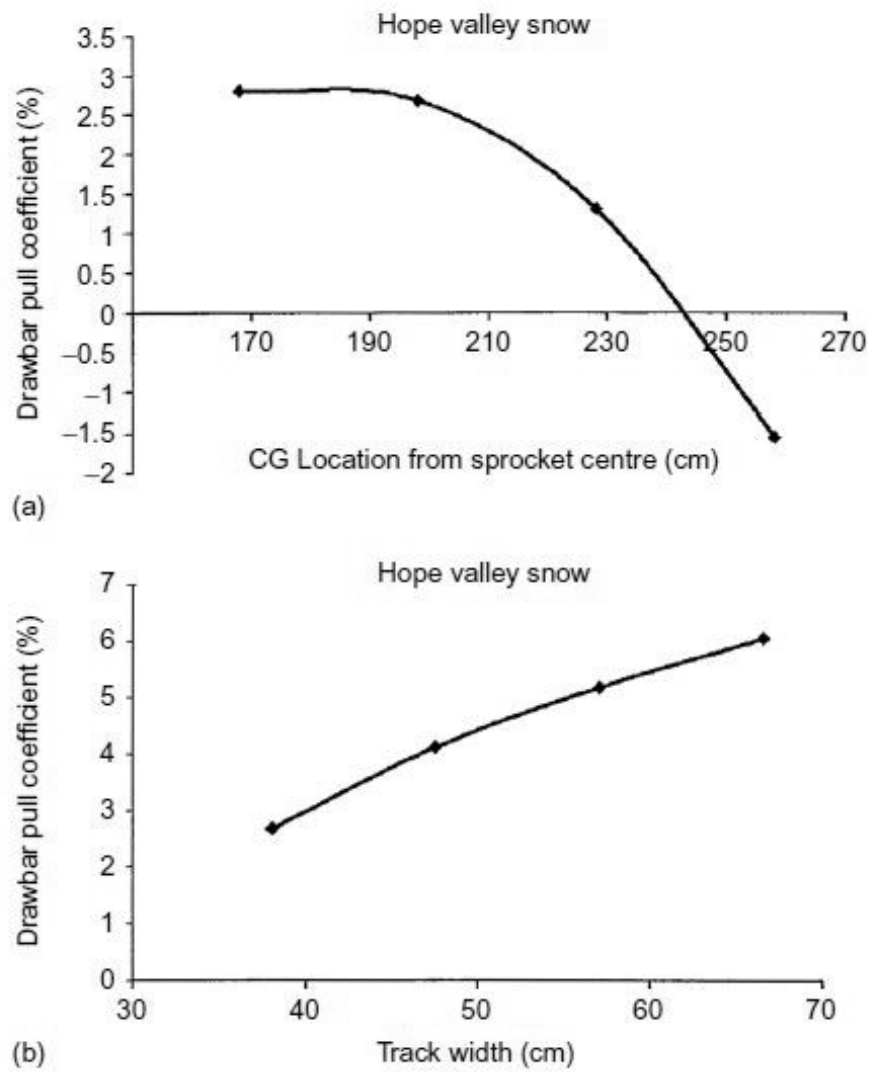 Hope valley snow
3.5
3
2.5
2
1.5
1
0.5
0
−0.5
−1
−1.5
−2
Drawbar pull coefficient (%)
170 190 210 230 250 270
CG Location from sprocket centre (cm)
(a)
Hope valley snow
7
6
5
4
3
2
1
0
Drawbar pull coefficient (%)
30 40 50 60 70
Track width (cm)
(b)